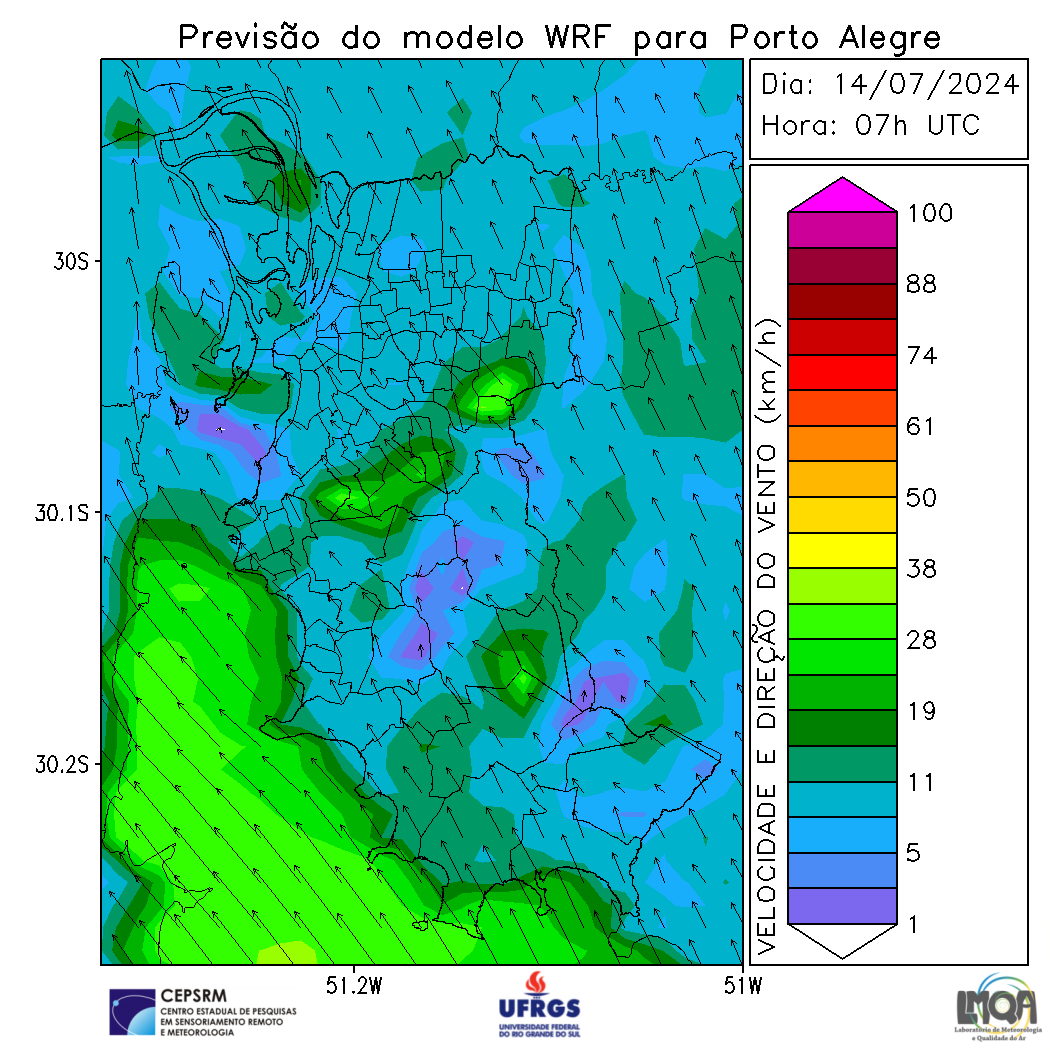 Previsão do modelo WRF para Porto Alegre
Dia: 14/07/2024
Hora: 07h UTC
30S
30.1S
30.2S
51.2W
51W
VELOCIDADE E DIREÇÃO DO VENTO (km/h)
100
88
74
61
50
38
28
19
11
5
1
CEPSRM
CENTRO ESTADUAL DE PESQUISAS
EM SENSORIAMENTO REMOTO
E METEOROLOGIA
UFRGS
UNIVERSIDADE FEDERAL
DO RIO GRANDE DO SUL
LMQA
Laboratório de Meteorologia
e Qualidade do Ar